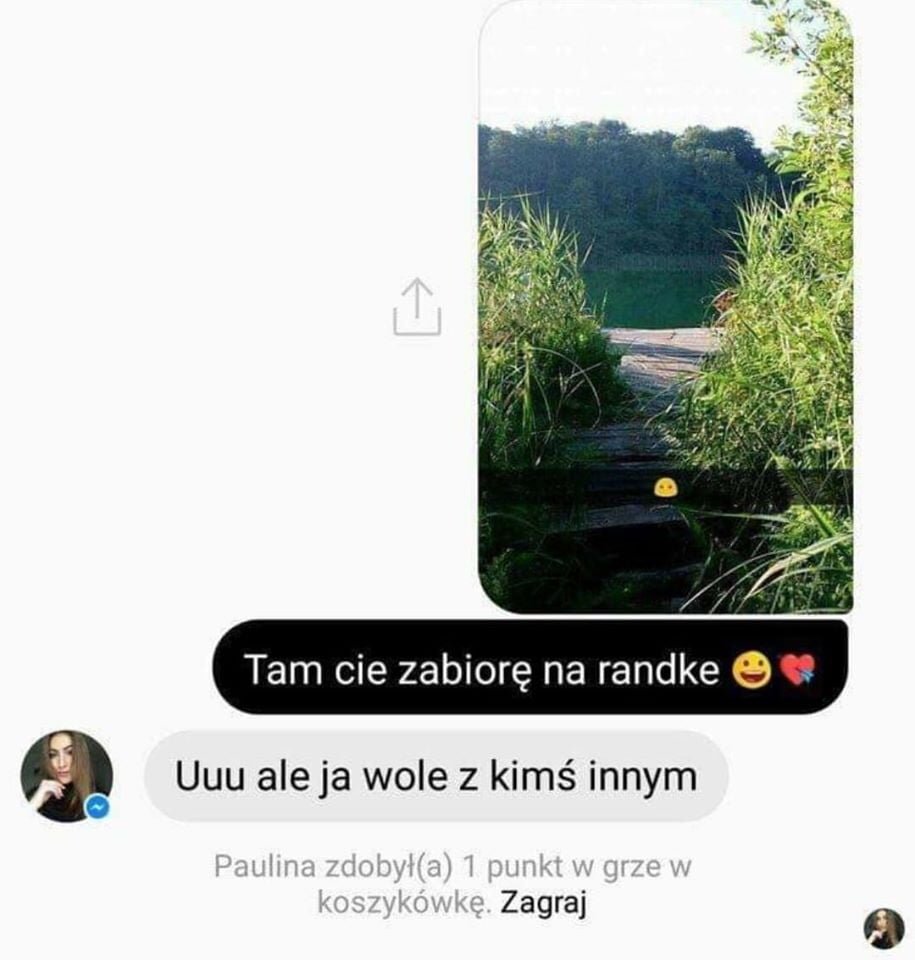 Tam cie zabiorę na randke 😃💘
Uuu ale ja wole z kimś innym
Paulina zdobył(a) 1 punkt w grze w
koszykówkę. Zagraj